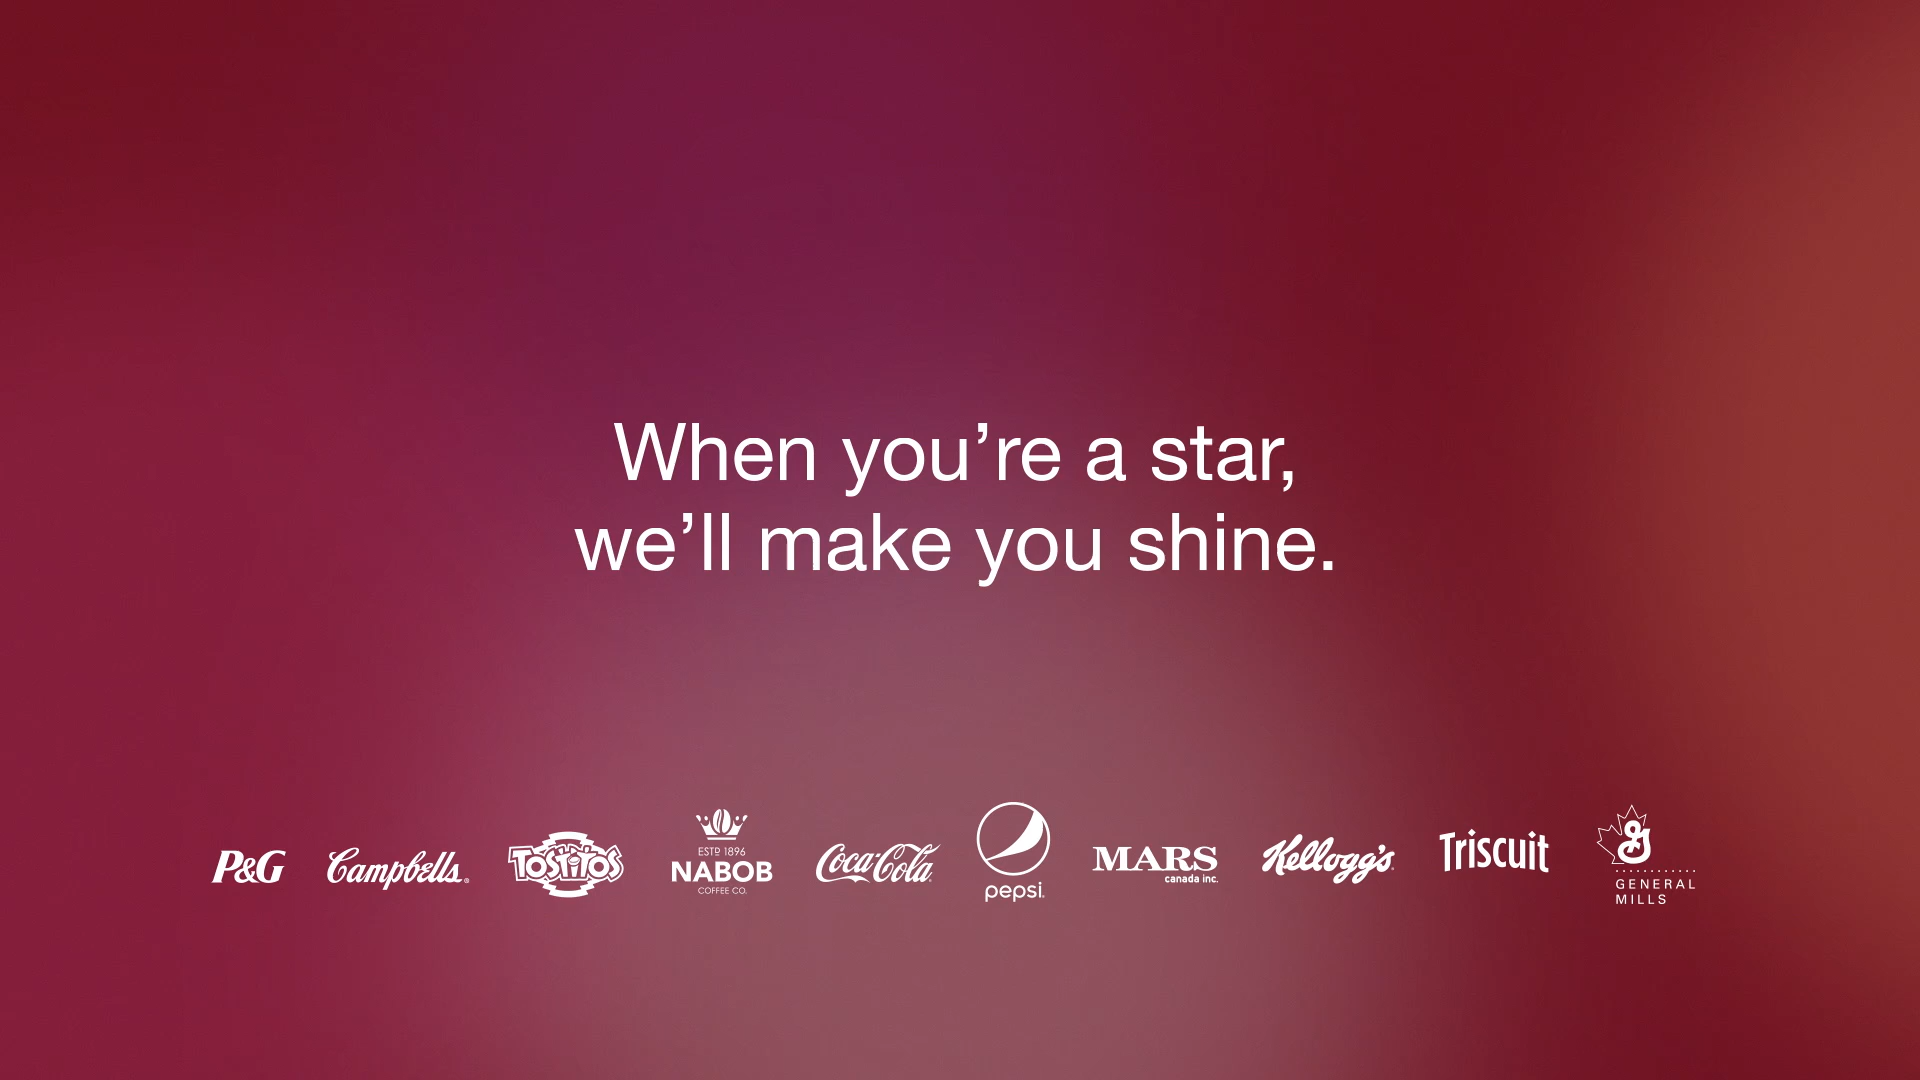 When you’re a star,
we’ll make you shine.
P&G
Campbells®
TOSTITOS
ESTD 1896
NABOB
COFFEE CO.
Coca-Cola
pepsi
MARS
canada inc.
Kellogg's
Triscuit
G
GENERAL
MILLS